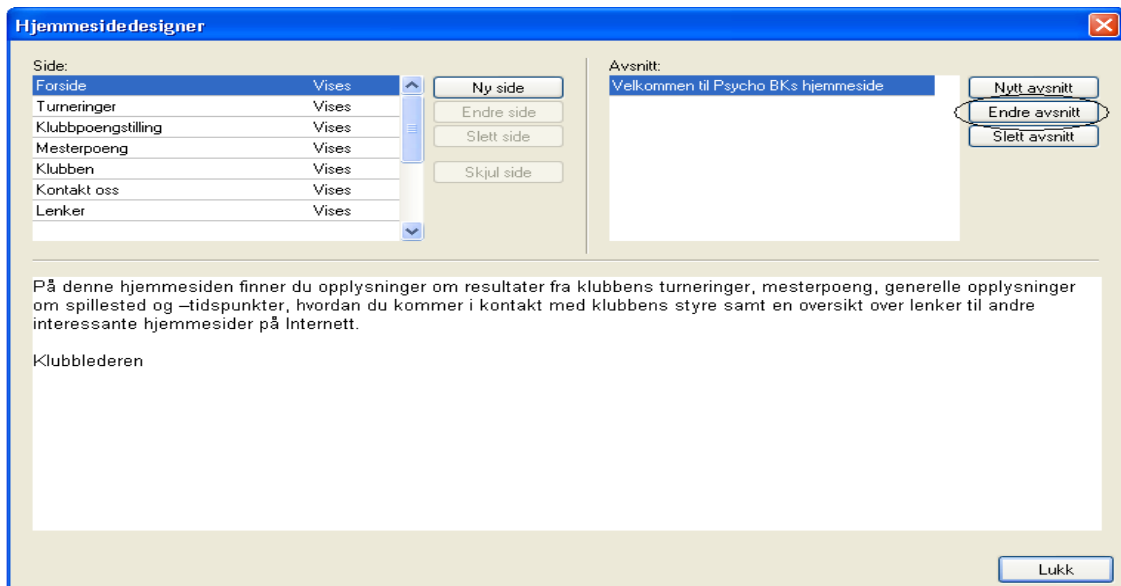 Hjemmesidedesigner
Side:
Forside Vises
Turneringer Vises
Klubbpoengstilling Vises
Mesterpoeng Vises
Klubben Vises
Kontakt oss Vises
Lenker Vises
Ny side
Endre side
Slett side
Skjul side
Avsnitt:
Velkommen til Psycho BKs hjemmeside
Nytt avsnitt
Endre avsnitt
Slett avsnitt
På denne hjemmesiden finner du opplysninger om resultater fra klubbens turneringer, mesterpoeng, generelle opplysninger
om spillested og –tidspunkter, hvordan du kommer i kontakt med klubbens styre samt en oversikt over lenker til andre
interessante hjemmesider på Internett.
Klubblederen
Lukk